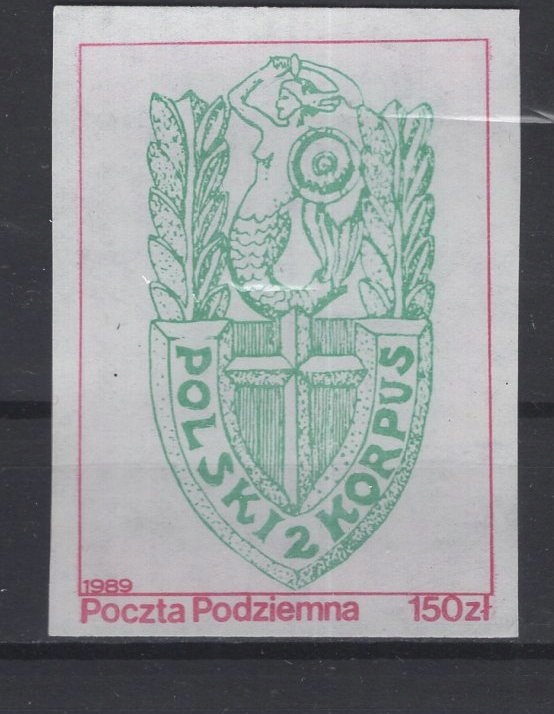 POLSKI 2 KORPUS
1989
Poczta Podziemna 150zł